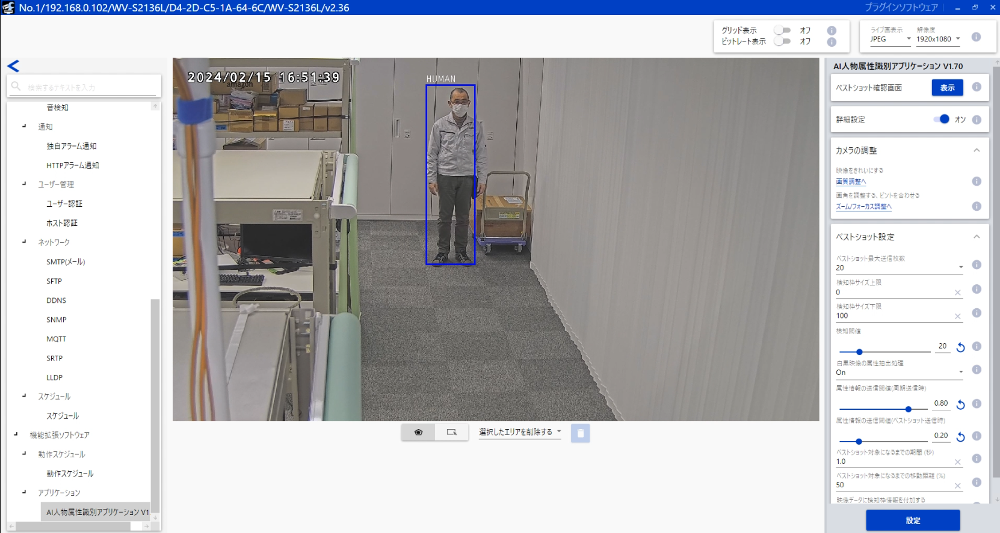 No.1/192.168.0.102/WV-S2136L/D4-2D-C5-1A-64-6C/WV-S2136L/v2.36
プラグインソフトウェア
グリッド表示 オフ
ビットレート表示 オフ
ライブ画表示 解像度
JPEG 1920x1080
検索するテキストを入力
音検知
通知
独自アラーム通知
HTTPアラーム通知
ユーザー管理
ユーザー認証
ホスト認証
ネットワーク
SMTP(メール)
SFTP
DDNS
SNMP
MQTT
SRTP
LLDP
スケジュール
スケジュール
機能拡張ソフトウェア
動作スケジュール
動作スケジュール
アプリケーション
AI人物属性識別アプリケーション V1.
2024/02/15 16:51:39
amazon
HUMAN
選択したエリアを削除する
AI人物属性識別アプリケーション V1.70
ベストショット確認画面 表示
詳細設定 オン
カメラの調整
映像をきれいにする
画質調整へ
画角を調整する、ピントを合わせる
ズーム/フォーカス調整へ
ベストショット設定
ベストショット最大送信枚数
20
検知枠サイズ上限
0
検知枠サイズ下限
100
検知閾値
20
白黒映像の属性抽出処理
On
属性情報の送信閾値(周期送信時)
0.80
属性情報の送信閾値(ベストショット送信時)
0.20
ベストショット対象になるまでの期間 (秒)
1.0
ベストショット対象になるまでの移動距離 (%)
50
映像データに検知枠情報を付加する
設定